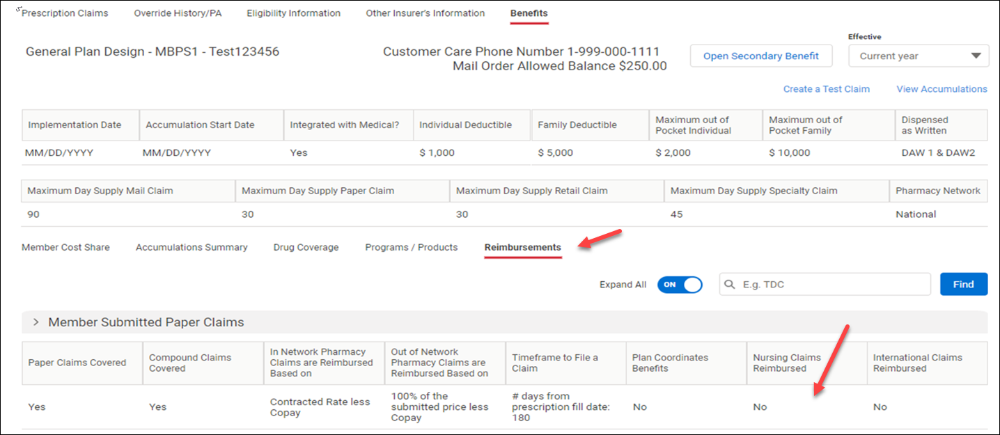 Prescription Claims Override History/PA Eligibility Information Other Insurer's Information Benefits
Effective
General Plan Design - MBPS1 - Test123456
Customer Care Phone Number 1-999-000-1111
Mail Order Allowed Balance $250.00
Open Secondary Benefit
Current year
Create a Test Claim View Accumulations
Implementation Date
Accumulation Start Date
Integrated with Medical?
Individual Deductible
Family Deductible
Maximum out of
Pocket Individual
Maximum out of
Pocket Family
Dispensed
as Written
MM/DD/YYYY MM/DD/YYYY Yes $ 1,000 $ 5,000 $ 2,000 $ 10,000 DAW 1 & DAW2
Maximum Day Supply Mail Claim Maximum Day Supply Paper Claim Maximum Day Supply Retail Claim Maximum Day Supply Specialty Claim Pharmacy Network
90 30 30 45 National
Member Cost Share Accumulations Summary Drug Coverage Programs / Products Reimbursements
Expand All ON E.g. TDC Find
> Member Submitted Paper Claims
Paper Claims Covered
Compound Claims
Covered
In Network Pharmacy
Claims are Reimbursed
Based on
Out of Network
Pharmacy Claims are
Reimbursed Based on
Timeframe to File a
Claim
Plan Coordinates
Benefits
Nursing Claims
Reimbursed
International Claims
Reimbursed
Yes
Yes
Contracted Rate less
Copay
100% of the
submitted price less
Copay
# days from
prescription fill date:
180
No
No
No